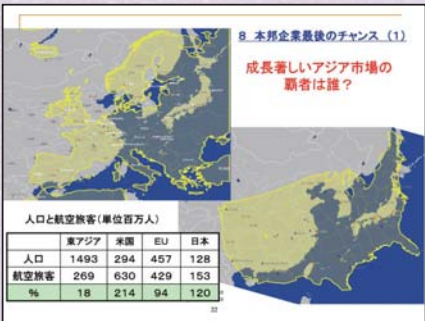 8 本邦企業最後のチャンス (1)
成長著しいアジア市場の
覇者は誰?
人口と航空旅客(単位百万人)
東アジア 米国 EU 日本
人口 1493 294 457 128
航空旅客 269 630 429 153
% 18 214 94 120